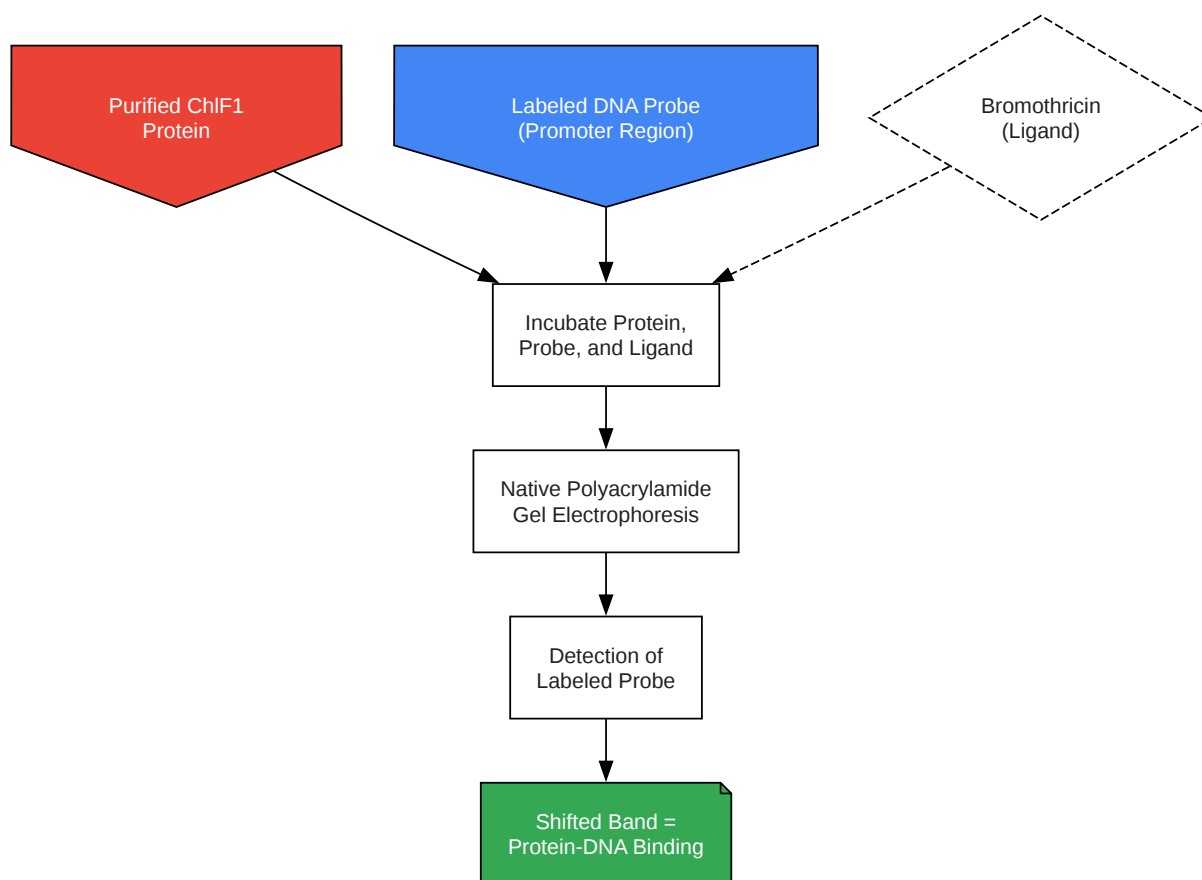 Purified ChlF1
Protein
Labeled DNA Probe
(Promoter Region)
Bromothricin
(Ligand)
Incubate Protein,
Probe, and Ligand
Native Polyacrylamide
Gel Electrophoresis
Detection of
Labeled Probe
Shifted Band =
Protein-DNA Binding